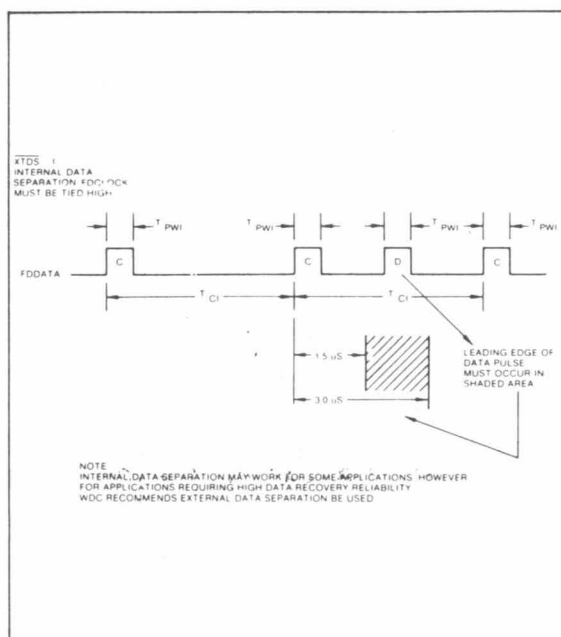 XTDS 1
INTERNAL DATA
SEPARATION FDCLOCK
MUST BE TIED HIGH
T PWI T PWI T PWI T PWI
FDDATA C C D C
T CI T CI
1.5 uS
3.0 uS
LEADING EDGE OF
DATA PULSE
MUST OCCUR IN
SHADED AREA
NOTE
INTERNAL DATA SEPARATION MAY WORK FOR SOME APPLICATIONS HOWEVER
FOR APPLICATIONS REQUIRING HIGH DATA RECOVERY RELIABILITY
WDC RECOMMENDS EXTERNAL DATA SEPARATION BE USED